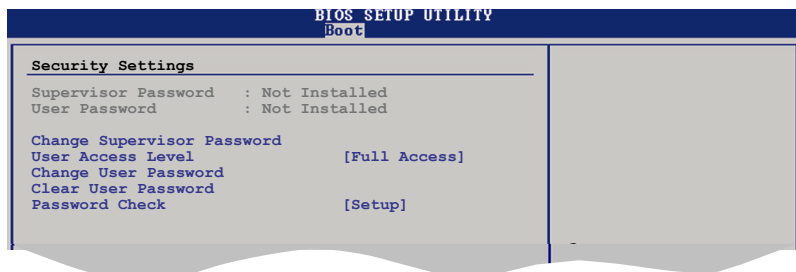 BIOS SETUP UTILITY
Boot
Security Settings
Supervisor Password : Not Installed
User Password : Not Installed
Change Supervisor Password
User Access Level [Full Access]
Change User Password
Clear User Password
Password Check [Setup]